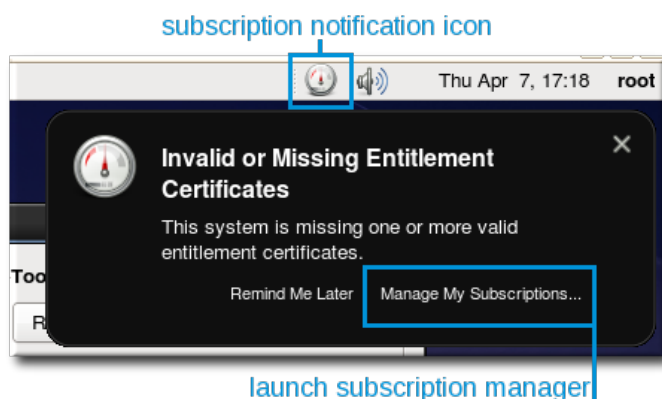 subscription notification icon
Thu Apr 7, 17:18 root
Invalid or Missing Entitlement
Certificates
This system is missing one or more valid
entitlement certificates.
Too
Remind Me Later Manage My Subscriptions...
R
launch subscription manager